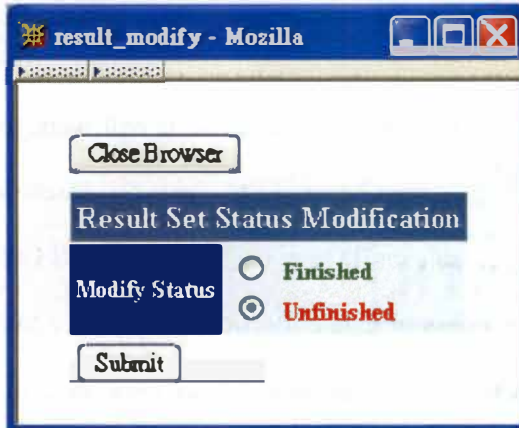 result_modify - Mozilla
Close Browser
Result Set Status Modification
Modify Status
Finished
Unfinished
Submit